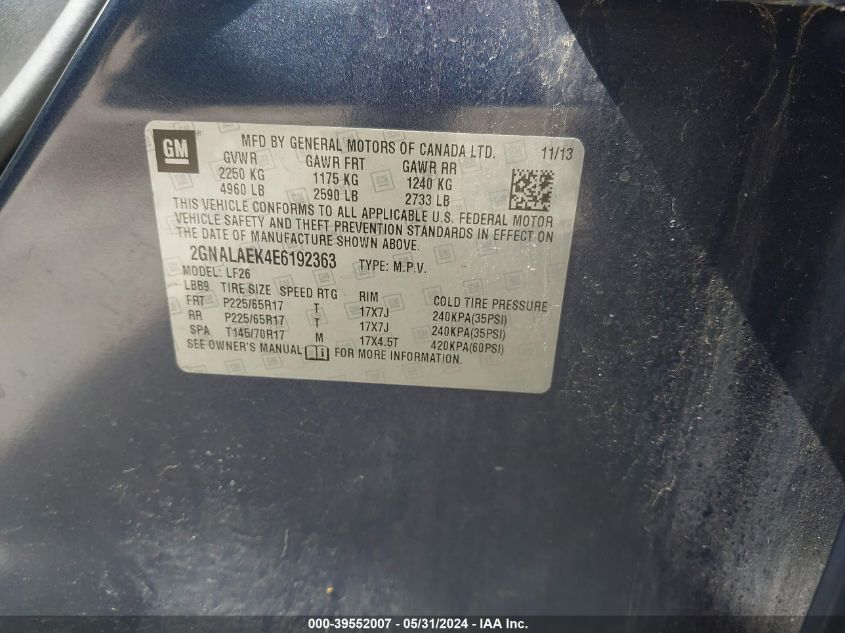 GM
MFD BY GENERAL MOTORS OF CANADA LTD. 11/13
GVWR GAWR FRT GAWR RR
2250 KG 1175 KG 1240 KG
4960 LB 2590 LB 2733 LB
THIS VEHICLE CONFORMS TO ALL APPLICABLE U.S. FEDERAL MOTOR
VEHICLE SAFETY AND THEFT PREVENTION STANDARDS IN EFFECT ON
THE DATE OF MANUFACTURE SHOWN ABOVE.
2GNALAEK4E6192363 TYPE: M.P.V.
MODEL: LF26
LBB9 TIRE SIZE SPEED RTG RIM COLD TIRE PRESSURE
FRT P225/65R17 T 17X7J 240KPA(35PSI)
RR P225/65R17 T 17X7J 240KPA(35PSI)
SPA T145/70R17 M 17X4.5T 420KPA(60PSI)
SEE OWNER'S MANUAL FOR MORE INFORMATION.
000-39552007 - 05/31/2024 - IAA Inc.